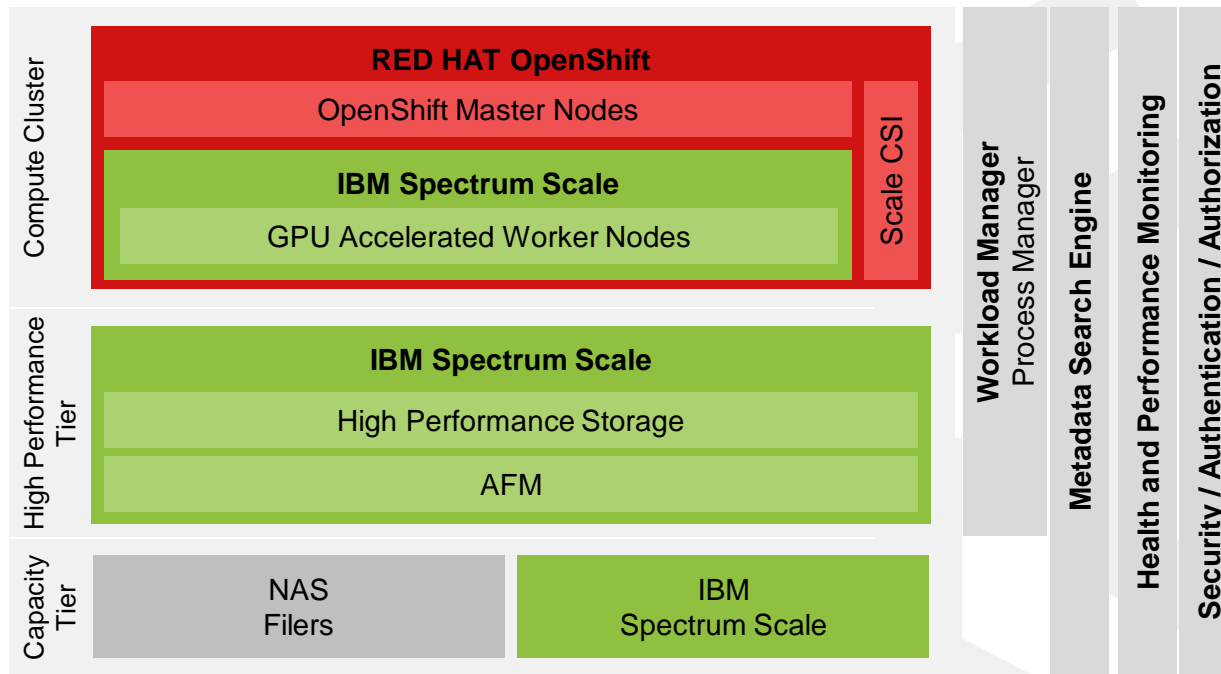 Compute Cluster
RED HAT OpenShift
OpenShift Master Nodes
IBM Spectrum Scale
GPU Accelerated Worker Nodes
Scale CSI
High Performance
Tier
IBM Spectrum Scale
High Performance Storage
AFM
Capacity
Tier
NAS
Filers
IBM
Spectrum Scale
Workload Manager
Process Manager
Metadata Search Engine
Health and Performance Monitoring
Security / Authentication / Authorization